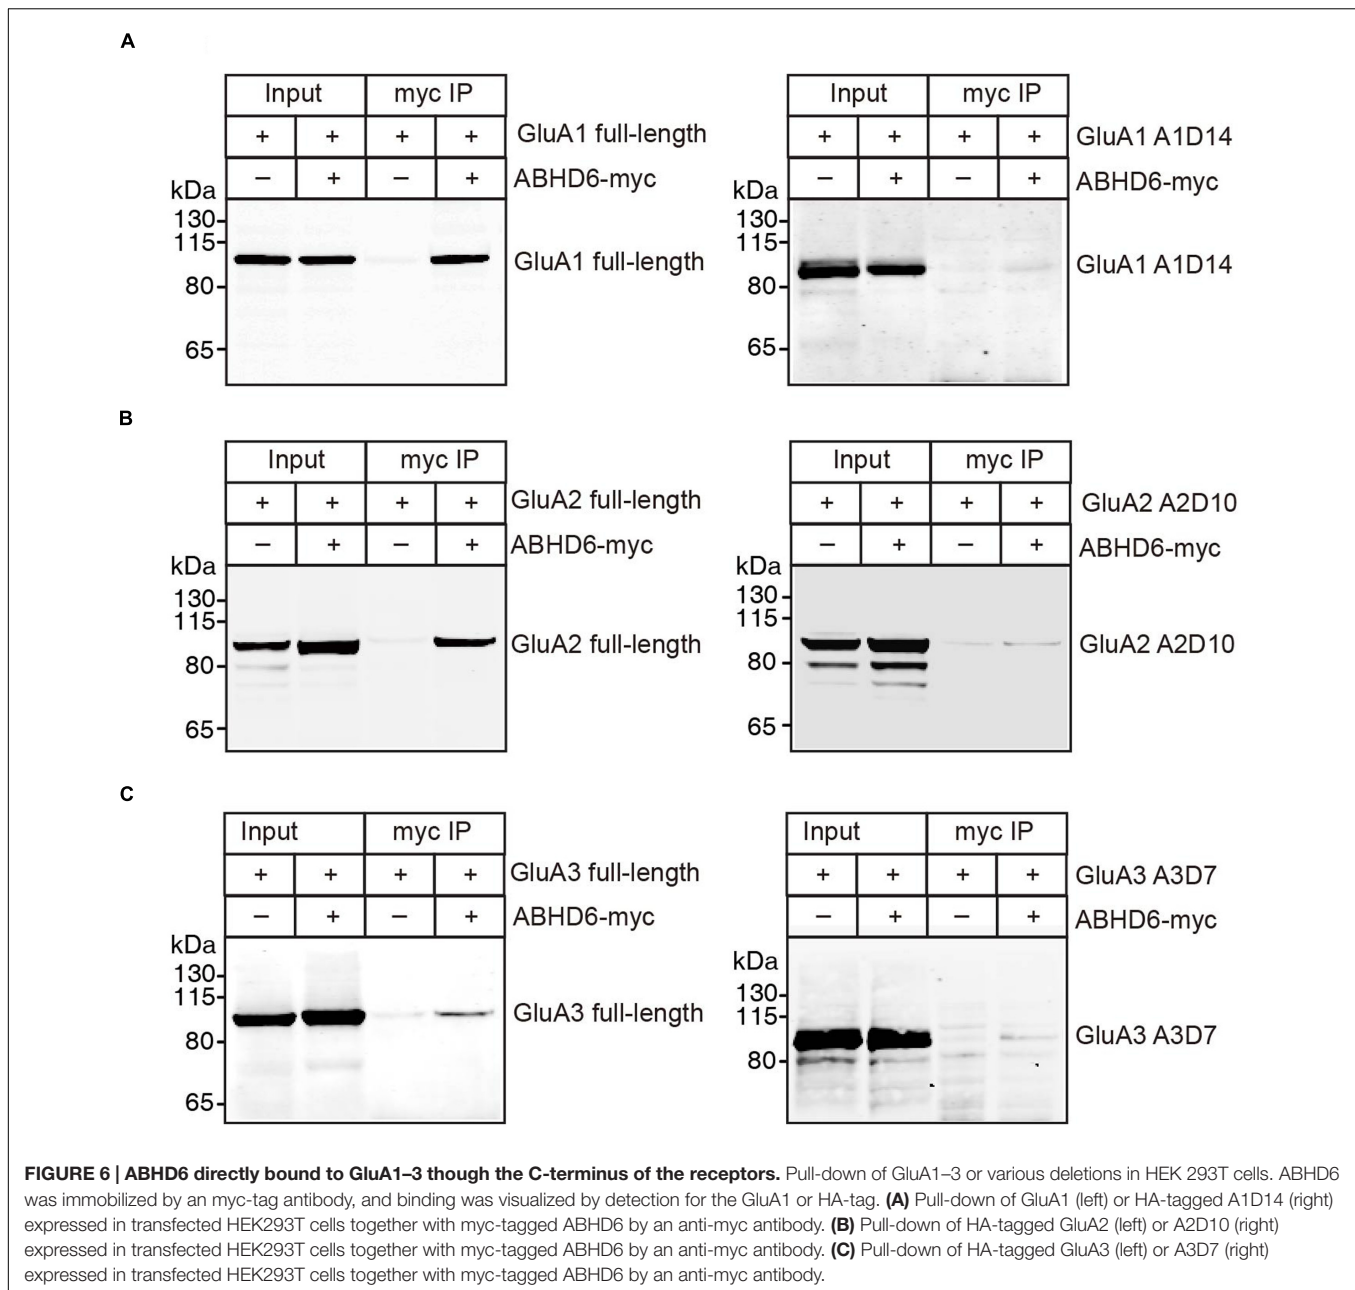 A
Input myc IP
+ + + + GluA1 full-length
− + − + ABHD6-myc
kDa
130-
115-
GluA1 full-length
80-
65-
Input myc IP
+ + + + GluA1 A1D14
− + − + ABHD6-myc
kDa
130-
115-
GluA1 A1D14
80-
65-
B
Input myc IP
+ + + + GluA2 full-length
− + − + ABHD6-myc
kDa
130-
115-
GluA2 full-length
80-
65-
Input myc IP
+ + + + GluA2 A2D10
− + − + ABHD6-myc
kDa
130-
115-
GluA2 A2D10
80-
65-
C
Input myc IP
+ + + + GluA3 full-length
− + − + ABHD6-myc
kDa
130-
115-
GluA3 full-length
80-
65-
Input myc IP
+ + + + GluA3 A3D7
− + − + ABHD6-myc
kDa
130-
115-
GluA3 A3D7
80-
FIGURE 6 | ABHD6 directly bound to GluA1–3 though the C-terminus of the receptors. Pull-down of GluA1–3 or various deletions in HEK 293T cells. ABHD6
was immobilized by an myc-tag antibody, and binding was visualized by detection for the GluA1 or HA-tag. (A) Pull-down of GluA1 (left) or HA-tagged A1D14 (right)
expressed in transfected HEK293T cells together with myc-tagged ABHD6 by an anti-myc antibody. (B) Pull-down of HA-tagged GluA2 (left) or A2D10 (right)
expressed in transfected HEK293T cells together with myc-tagged ABHD6 by an anti-myc antibody. (C) Pull-down of HA-tagged GluA3 (left) or A3D7 (right)
expressed in transfected HEK293T cells together with myc-tagged ABHD6 by an anti-myc antibody.